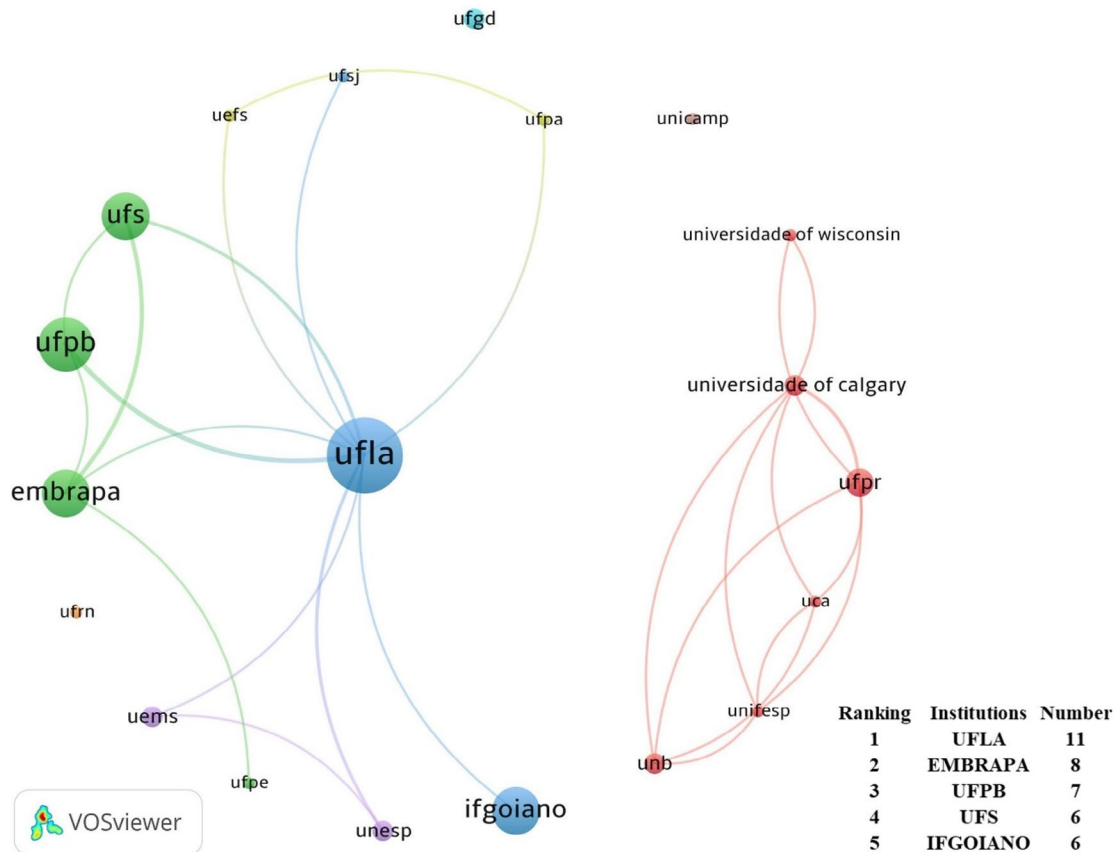 ufgd
ufsj
uefs
ufpa
unicamp
ufs
universidade of wisconsin
ufpb
universidade of calgary
ufla
ufpr
embrapa
ufrn
uca
uems
unifesp
unb
ufpe
ifgoiano
unesp
VOSviewer
Ranking Institutions Number
1 UFLA 11
2 EMBRAPA 8
3 UFPB 7
4 UFS 6
5 IFGOIANO 6